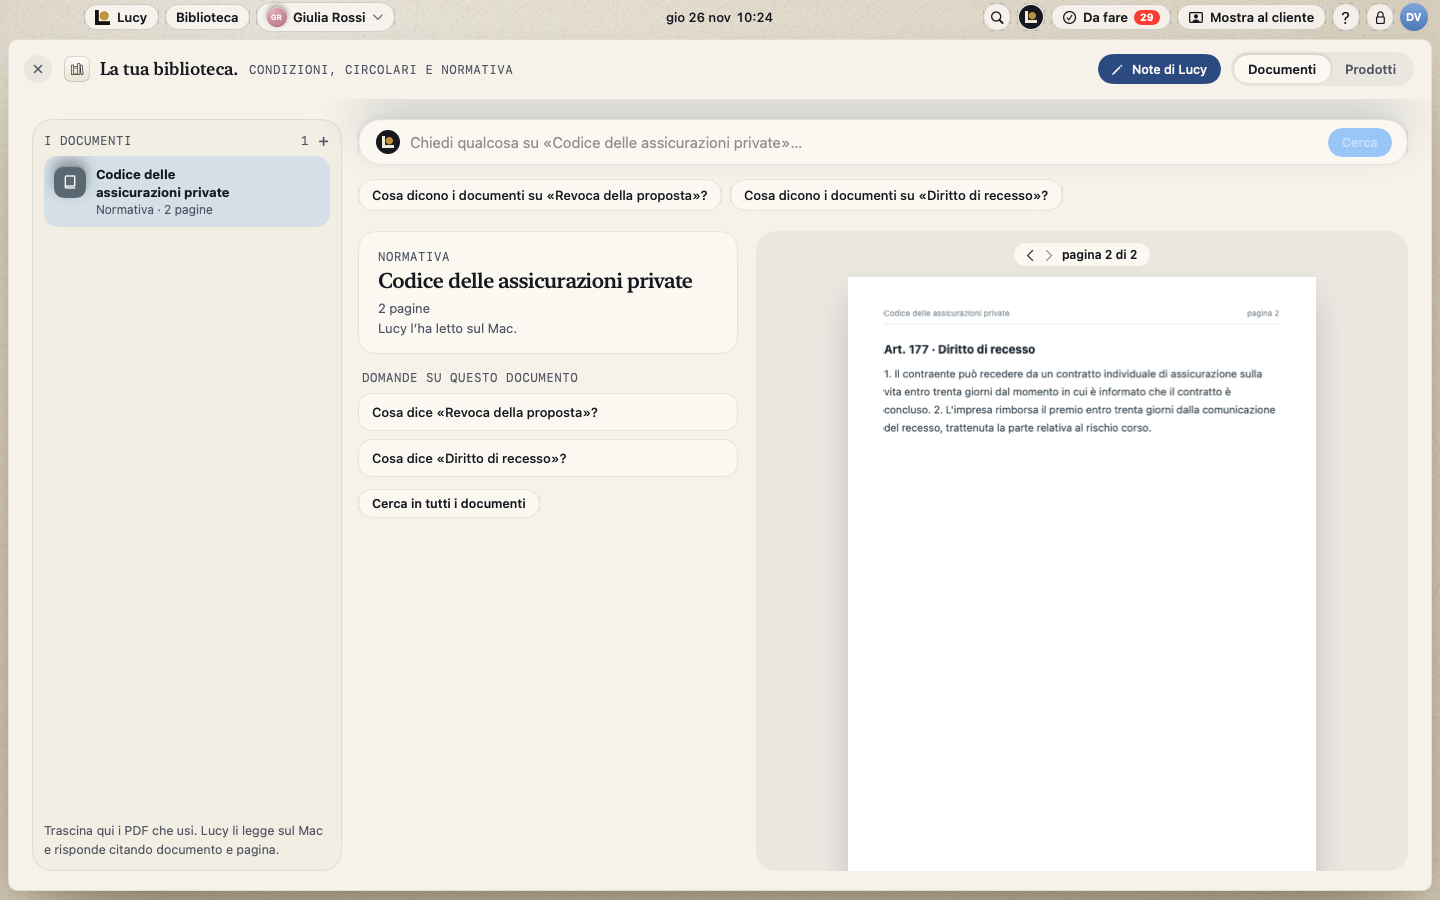 Lucy
Biblioteca
GR
Giulia Rossi
gio 26 nov 10:24
Da fare 29
Mostra al cliente
?
DV
La tua biblioteca.
CONDIZIONI, CIRCOLARI E NORMATIVA
Note di Lucy
Documenti
Prodotti
I DOCUMENTI
1 +
Codice delle
assicurazioni private
Normativa · 2 pagine
Trascina qui i PDF che usi. Lucy li legge sul Mac
e risponde citando documento e pagina.
Chiedi qualcosa su «Codice delle assicurazioni private»...
Cerca
Cosa dicono i documenti su «Revoca della proposta»?
Cosa dicono i documenti su «Diritto di recesso»?
NORMATIVA
Codice delle assicurazioni private
2 pagine
Lucy l'ha letto sul Mac.
DOMANDE SU QUESTO DOCUMENTO
Cosa dice «Revoca della proposta»?
Cosa dice «Diritto di recesso»?
Cerca in tutti i documenti
pagina 2 di 2
Codice delle assicurazioni private
pagina 2
Art. 177 · Diritto di recesso
1. Il contraente può recedere da un contratto individuale di assicurazione sulla
vita entro trenta giorni dal momento in cui è informato che il contratto è
concluso. 2. L'impresa rimborsa il premio entro trenta giorni dalla comunicazione
del recesso, trattenuta la parte relativa al rischio corso.